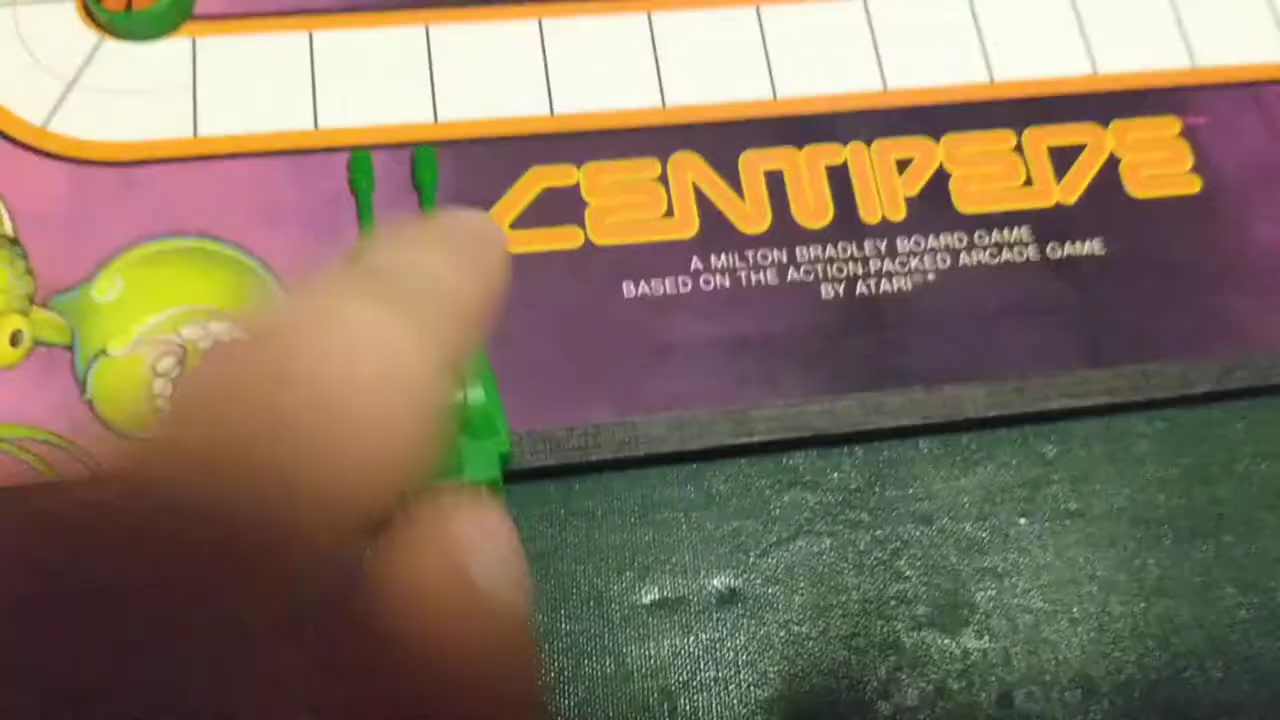 CENTIPEDE
A MILTON BRADLEY BOARD GAME
BASED ON THE ACTION-PACKED ARCADE GAME
BY ATARI®*